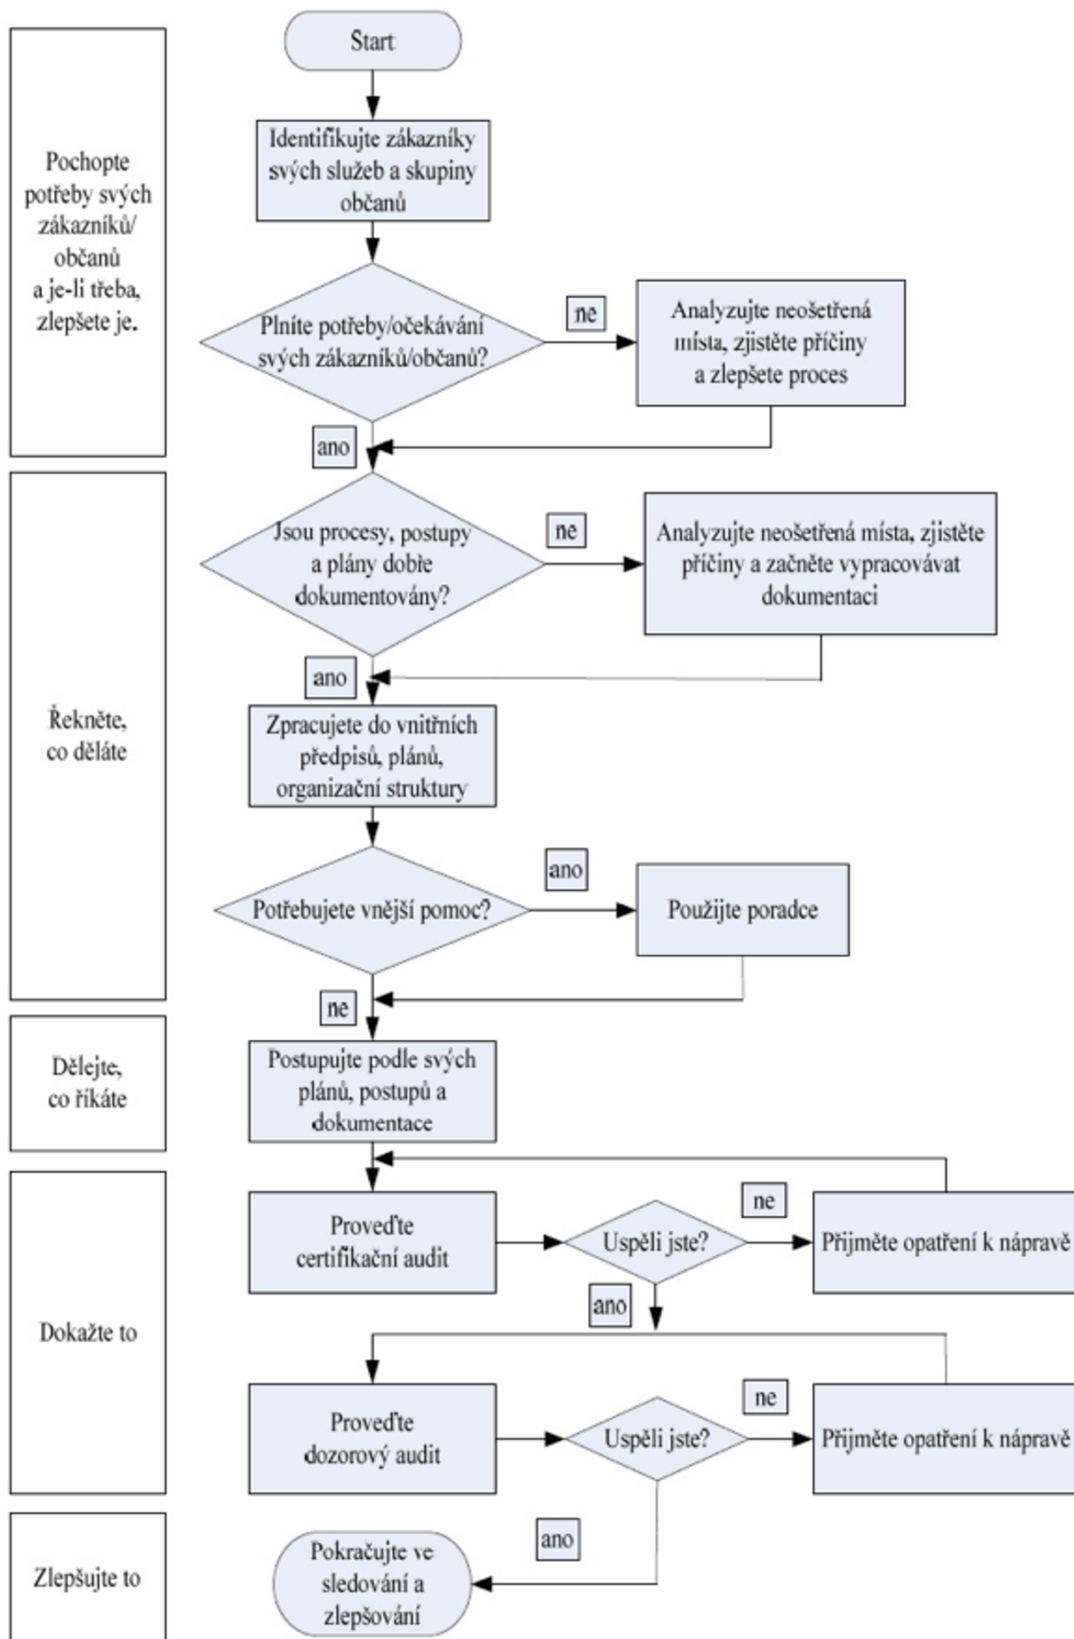 Start
Pochopte
potřeby svých
zákazníků/
občanů
a je-li třeba,
zlepšete je.
Identifikujte zákazníky
svých služeb a skupiny
občanů
Plníte potřeby/očekávání
svých zákazníků/občanů?
ne
Analyzujte neošetřená
místa, zjistěte příčiny
a zlepšete proces
ano
Řekněte,
co děláte
Jsou procesy, postupy
a plány dobře
dokumentovány?
ne
Analyzujte neošetřená místa, zjistěte
příčiny a začněte vypracovávat
dokumentaci
ano
Zpracujete do vnitřních
předpisů, plánů,
organizační struktury
Potřebujete vnější pomoc?
ano
Použijte poradce
ne
Dělejte,
co říkáte
Postupujte podle svých
plánů, postupů a
dokumentace
Dokažte to
Proveďte
certifikační audit
Uspěli jste?
ne
Přijměte opatření k nápravě
ano
Proveďte
dozorový audit
Uspěli jste?
ne
Přijměte opatření k nápravě
ano
Zlepšujte to
Pokračujte ve
sledování a
zlepšování